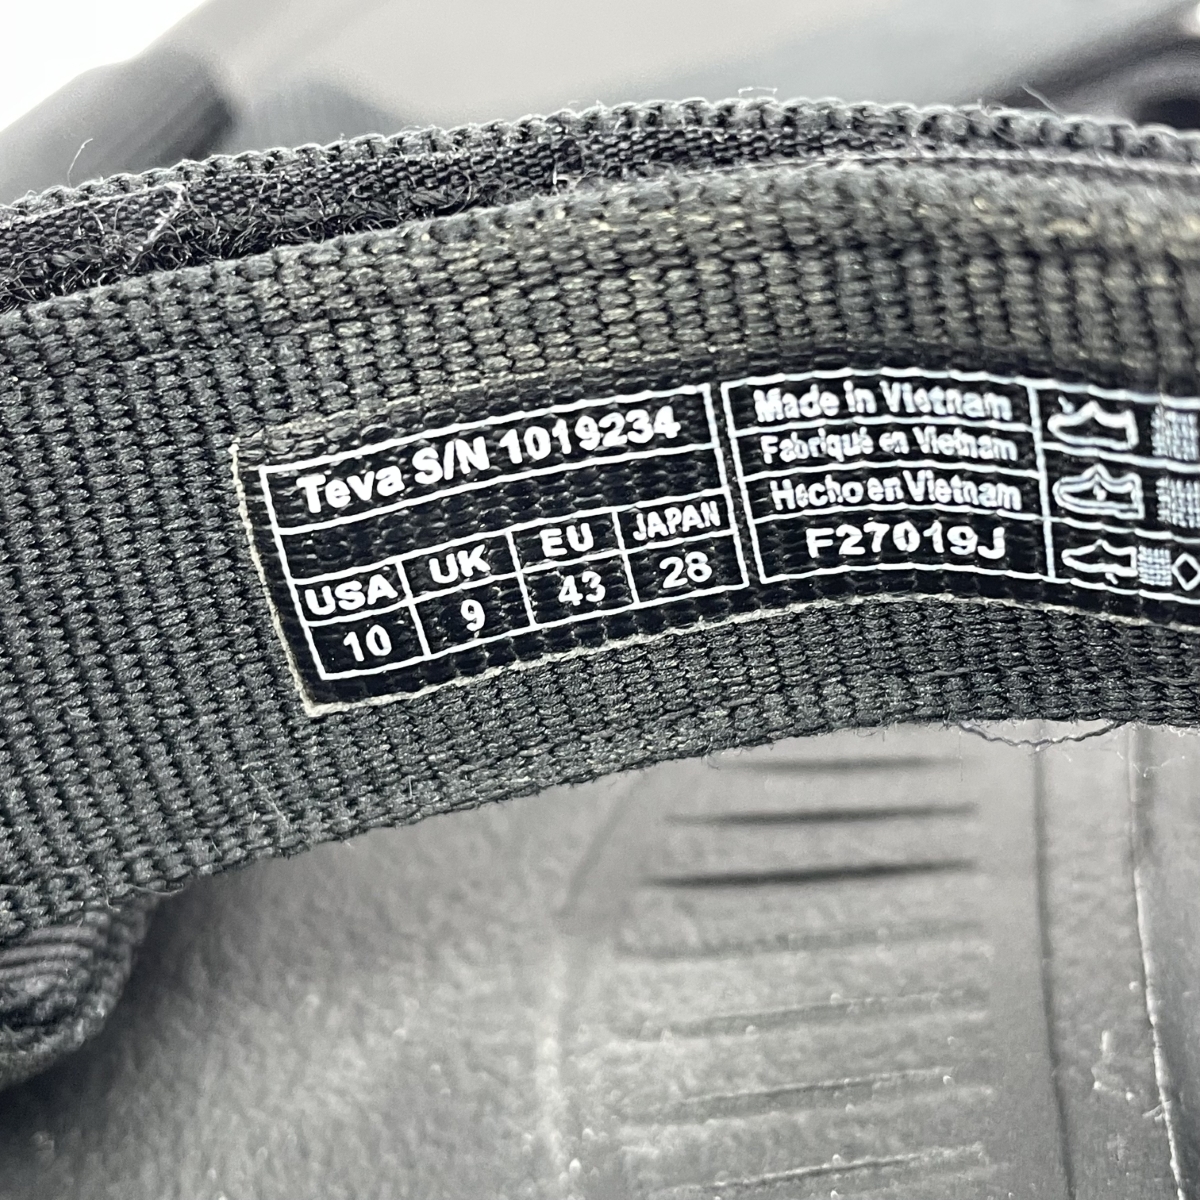 Teva S/N 1019234
USA UK EU JAPAN
10 9 43 28
Made in Vietnam
Fabriqué en Vietnam
Hecho en Vietnam
F27019J